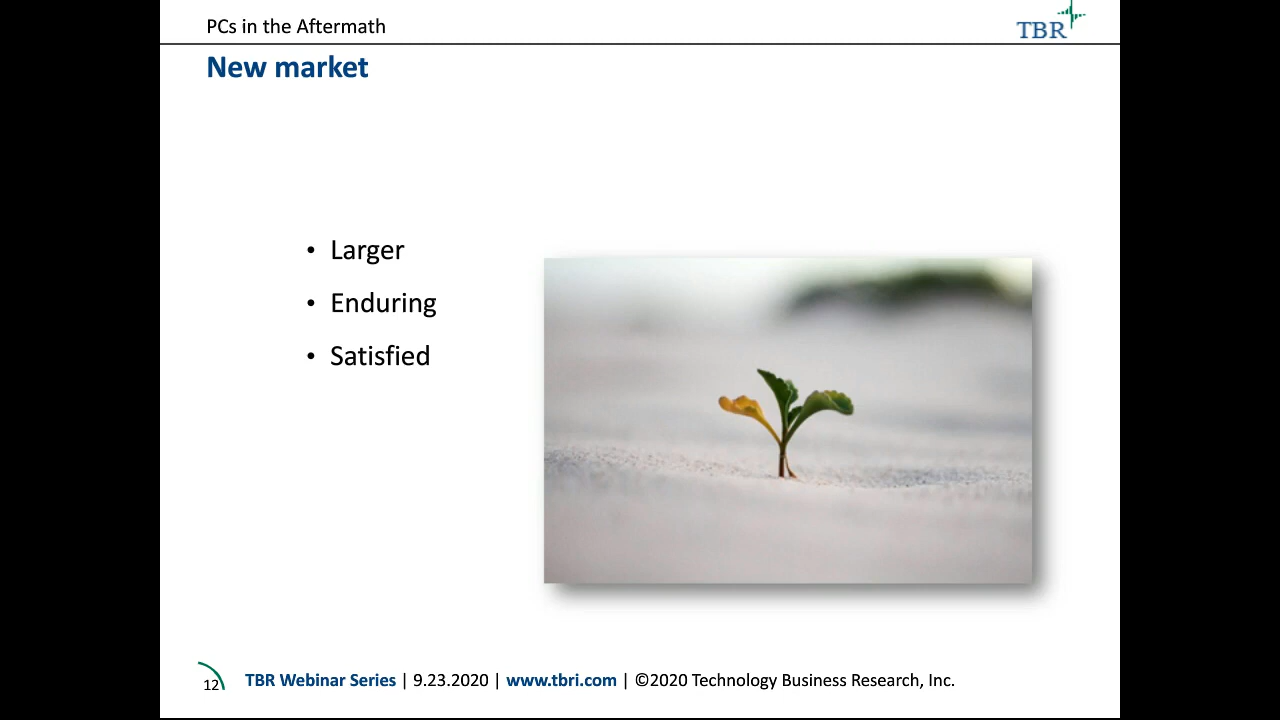 PCs in the Aftermath
TBR
New market
• Larger
• Enduring
• Satisfied
12
TBR Webinar Series | 9.23.2020 | www.tbri.com | ©2020 Technology Business Research, Inc.